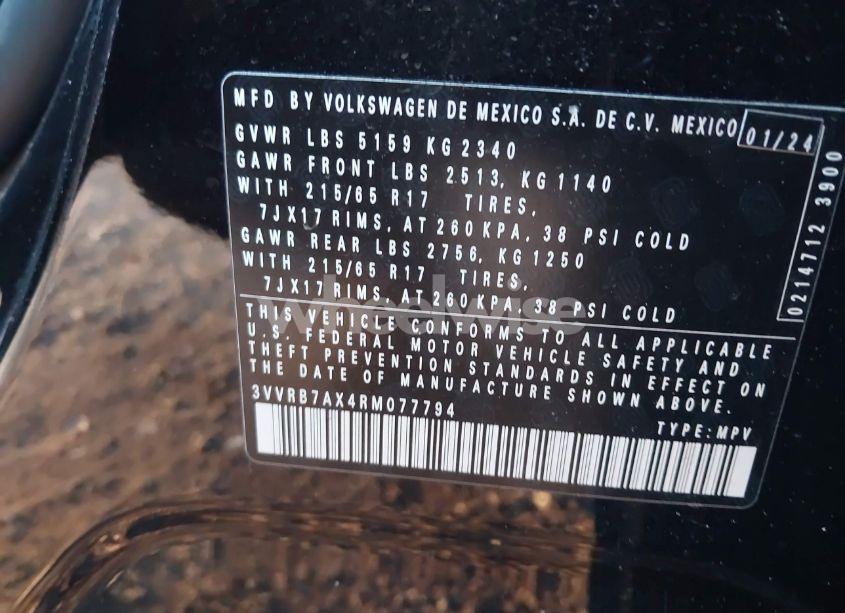 MFD BY VOLKSWAGEN DE MEXICO S.A. DE C.V. MEXICO 01/24
GVWR LBS 5159 KG 2340
GAWR FRONT LBS 2513, KG 1140
WITH 215/65 R17 TIRES,
7JX17 RIMS, AT 260 KPA, 38 PSI COLD
GAWR REAR LBS 2756, KG 1250
WITH 215/65 R17 TIRES,
7JX17 RIMS, AT 260 KPA, 38 PSI COLD
THIS VEHICLE CONFORMS TO ALL APPLICABLE
U.S. FEDERAL MOTOR VEHICLE SAFETY AND
THEFT PREVENTION STANDARDS IN EFFECT ON
THE DATE OF MANUFACTURE SHOWN ABOVE.
3VVRB7AX4RM077794
TYPE: MPV
0214712 3900
wheelwise